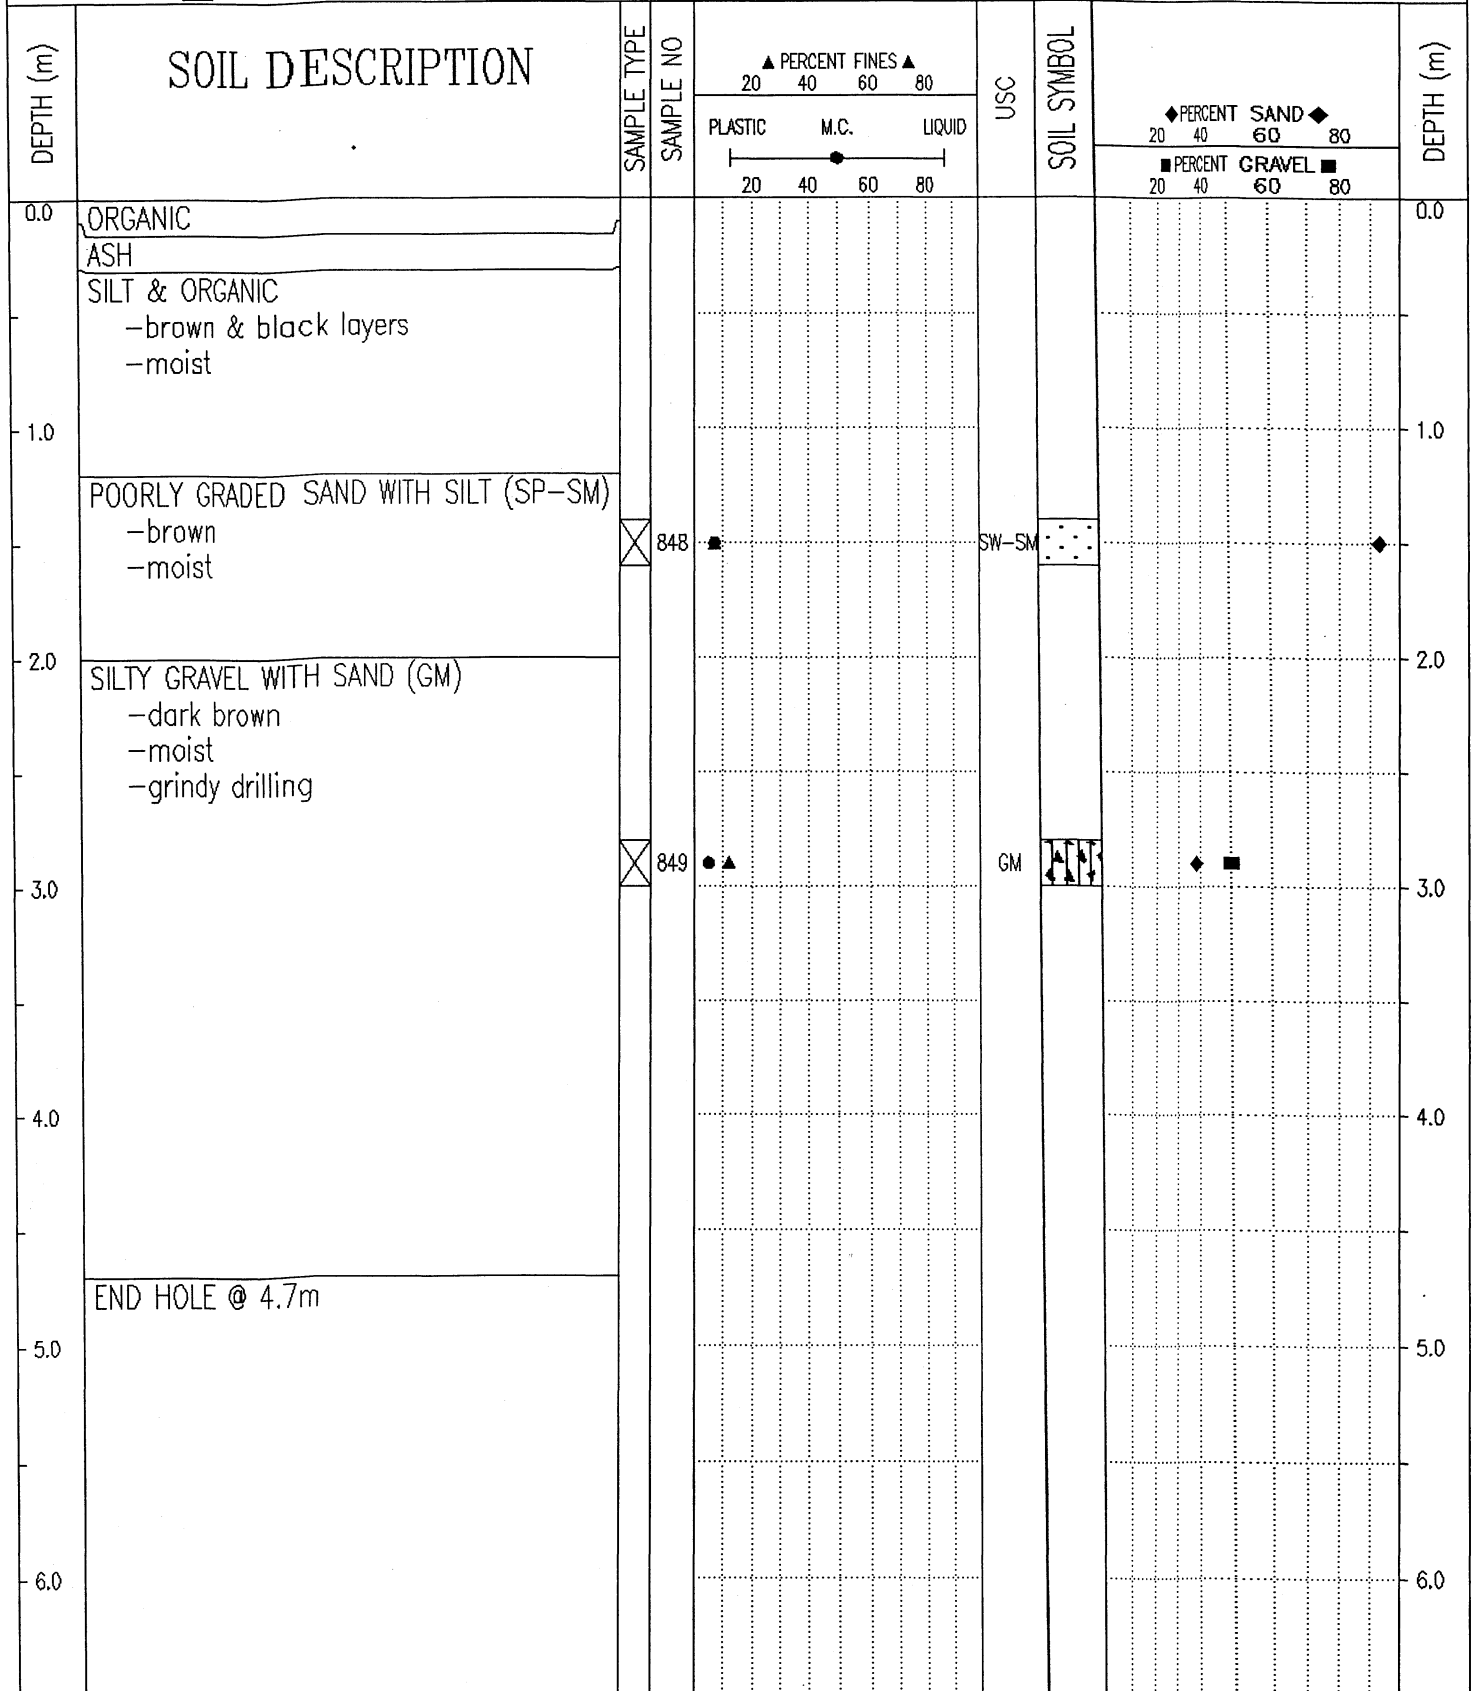 DEPTH (m)
SOIL DESCRIPTION
SAMPLE TYPE
SAMPLE NO
▲ PERCENT FINES ▲
20 40 60 80
PLASTIC M.C. LIQUID
20 40 60 80
USC
SOIL SYMBOL
◆PERCENT SAND◆
20 40 60 80
■PERCENT GRAVEL■
20 40 60 80
DEPTH (m)
0.0 ORGANIC 0.0
ASH
SILT & ORGANIC
-brown & black layers
-moist
1.0 1.0
POORLY GRADED SAND WITH SILT (SP-SM)
-brown 848 SW-SM
-moist
2.0 2.0
SILTY GRAVEL WITH SAND (GM)
-dark brown
-moist
-grindy drilling
849 GM
3.0 3.0
4.0 4.0
END HOLE @ 4.7m
5.0 5.0
6.0 6.0